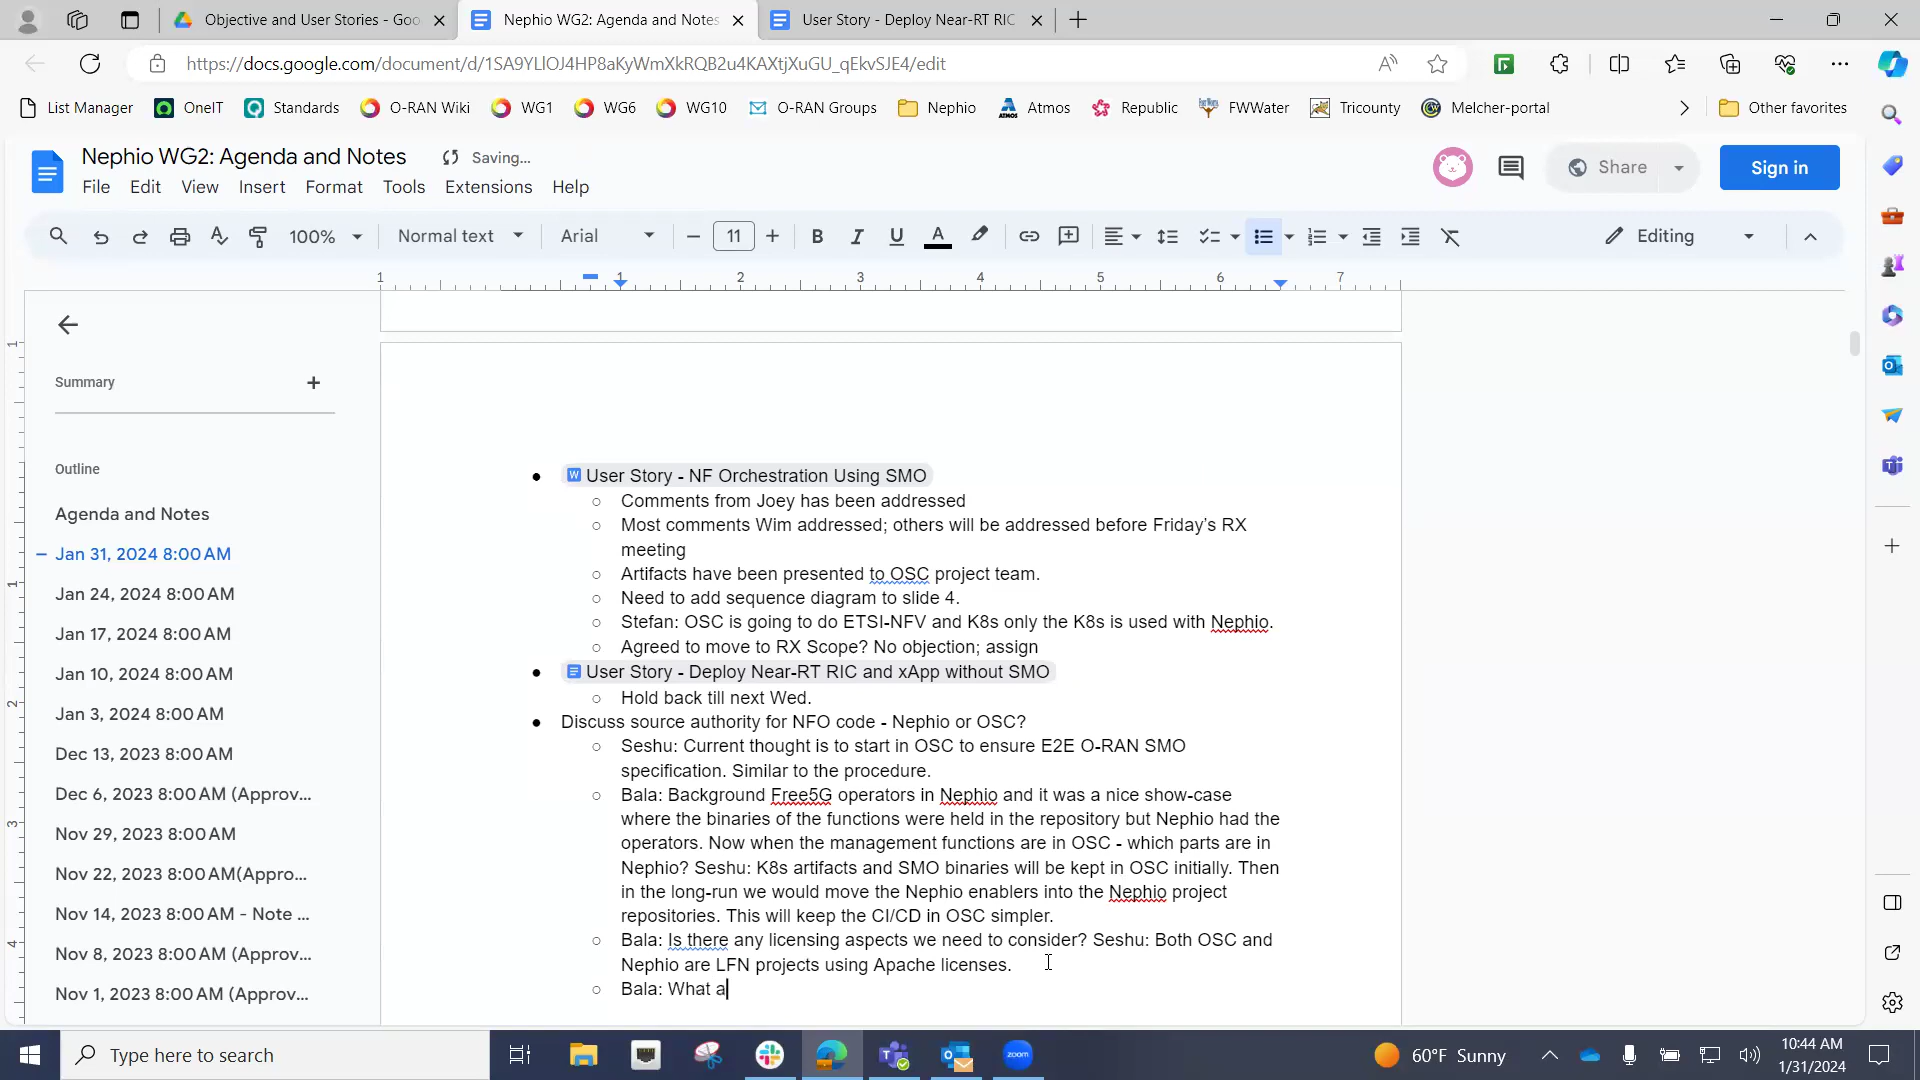 Objective and User Stories - Goo
Nephio WG2: Agenda and Notes
User Story - Deploy Near-RT RIC
https://docs.google.com/document/d/1SA9YLlOJ4HP8aKyWmXkRQB2u4KAXtjXuGU_qEkvSJE4/edit
List Manager
OneIT
Standards
O-RAN Wiki
WG1
WG6
WG10
O-RAN Groups
Nephio
Atmos
Republic
FWWater
Tricounty
Melcher-portal
Other favorites
Nephio WG2: Agenda and Notes
Saving...
Share
Sign in
File Edit View Insert Format Tools Extensions Help
100% Normal text Arial 11 Editing
1 1 2 3 4 5 6 7
Summary
Outline
Agenda and Notes
Jan 31, 2024 8:00 AM
Jan 24, 2024 8:00 AM
Jan 17, 2024 8:00 AM
Jan 10, 2024 8:00 AM
Jan 3, 2024 8:00 AM
Dec 13, 2023 8:00 AM
Dec 6, 2023 8:00 AM (Approv...
Nov 29, 2023 8:00 AM
Nov 22, 2023 8:00 AM(Appro...
Nov 14, 2023 8:00 AM - Note ...
Nov 8, 2023 8:00 AM (Approv...
Nov 1, 2023 8:00 AM (Approv...
1
1
2
3
4
● User Story - NF Orchestration Using SMO
○ Comments from Joey has been addressed
○ Most comments Wim addressed; others will be addressed before Friday's RX
meeting
○ Artifacts have been presented to OSC project team.
○ Need to add sequence diagram to slide 4.
○ Stefan: OSC is going to do ETSI-NFV and K8s only the K8s is used with Nephio.
○ Agreed to move to RX Scope? No objection; assign
● User Story - Deploy Near-RT RIC and xApp without SMO
○ Hold back till next Wed.
● Discuss source authority for NFO code - Nephio or OSC?
○ Seshu: Current thought is to start in OSC to ensure E2E O-RAN SMO
specification. Similar to the procedure.
○ Bala: Background Free5G operators in Nephio and it was a nice show-case
where the binaries of the functions were held in the repository but Nephio had the
operators. Now when the management functions are in OSC - which parts are in
Nephio? Seshu: K8s artifacts and SMO binaries will be kept in OSC initially. Then
in the long-run we would move the Nephio enablers into the Nephio project
repositories. This will keep the CI/CD in OSC simpler.
○ Bala: Is there any licensing aspects we need to consider? Seshu: Both OSC and
Nephio are LFN projects using Apache licenses.
○ Bala: What a
Type here to search
zoom
60°F Sunny
10:44 AM
1/31/2024